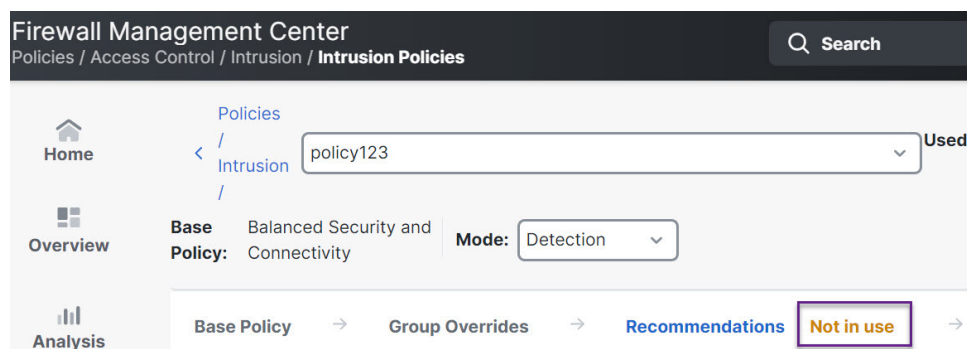 Firewall Management Center
Policies / Access Control / Intrusion / Intrusion Policies
Search
Home
Overview
Analysis
Policies
/
Intrusion
/
policy123
Used
Base Policy:
Balanced Security and
Connectivity
Mode:
Detection
Base Policy → Group Overrides → Recommendations Not in use →